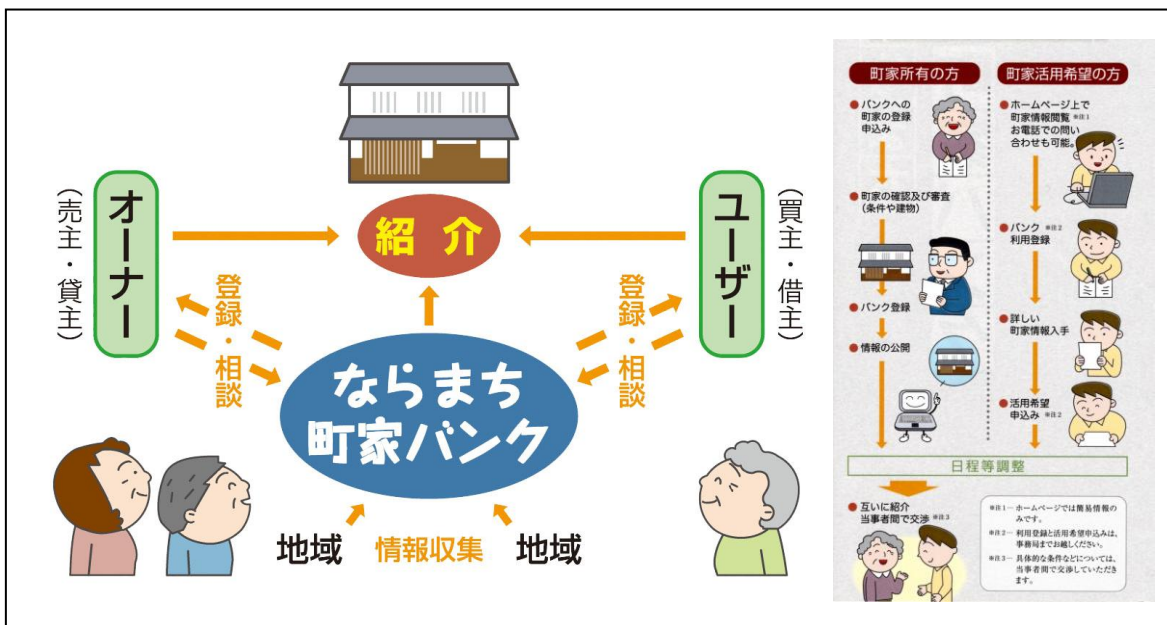 紹介
オーナー
(売主・貸主)
ユーザー
(買主・借主)
登録・相談
登録・相談
ならまち
町家バンク
地域 情報収集 地域
町家所有の方
●バンクへの
町家の登録
申込み
●町家の確認及び審査
(条件や建物)
●バンク登録
●情報の公開
町家活用希望の方
●ホームページ上で
町家情報閲覧 ※注1
お電話での問い
合わせも可能。
●バンク ※注2
利用登録
●詳しい
町家情報入手
●活用希望
申込み ※注2
日程等調整
●互いに紹介
当事者間で交渉 ※注3
※注1― ホームページでは簡易情報の
みです。
※注2― 利用登録と活用希望申込みは、
事務局までお越しください。
※注3― 具体的な条件などについては、
当事者間で交渉していただき
ます。